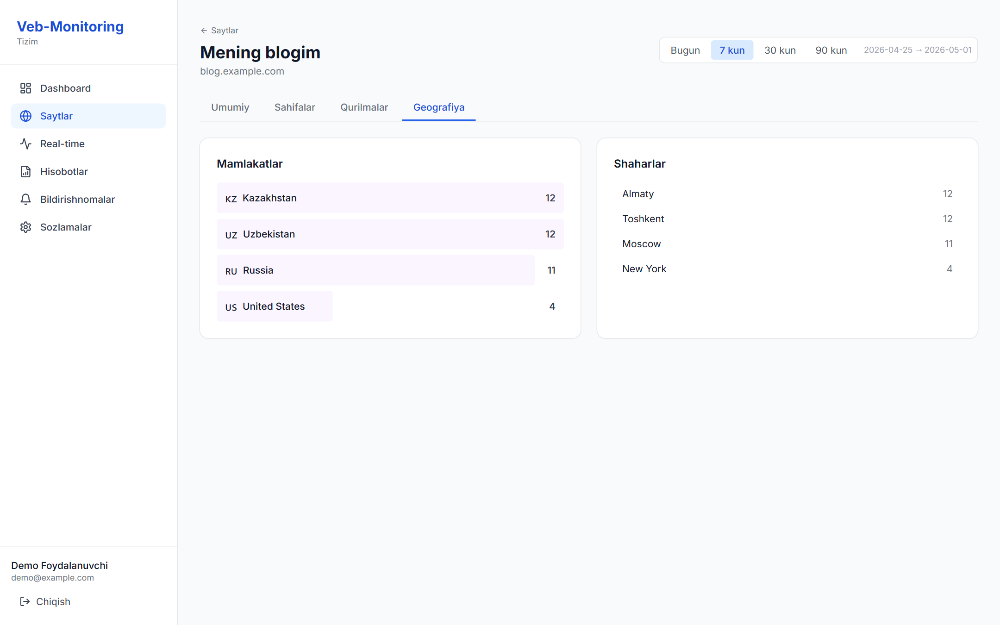 Veb-Monitoring
Tizim
Dashboard
Saytlar
Real-time
Hisobotlar
Bildirishnomalar
Sozlamalar
Demo Foydalanuvchi
demo@example.com
Chiqish
← Saytlar
Mening blogim
blog.example.com
Bugun 7 kun 30 kun 90 kun 2026-04-25 → 2026-05-01
Umumiy Sahifalar Qurilmalar Geografiya
Mamlakatlar
KZ Kazakhstan 12
UZ Uzbekistan 12
RU Russia 11
US United States 4
Shaharlar
Almaty 12
Toshkent 12
Moscow 11
New York 4